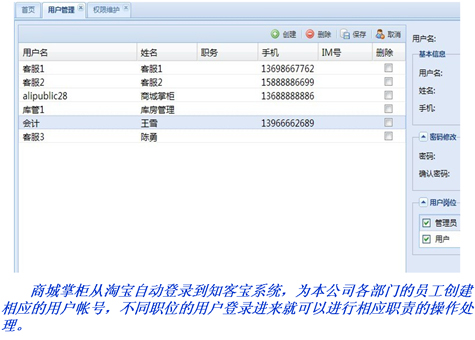 首页 用户管理 权限维护
创建 删除 保存 取消
用户名 姓名 职务 手机 IM号 删除
客服1 客服1 13698667762
客服2 客服2 15888886699
alipublic28 商城掌柜 13688888886
库管1 库房管理
会计 王雪 13966662689
客服3 陈勇
用户名:
基本信息
用户名:
姓名:
手机:
密码修改
密码:
确认密码:
用户岗位
管理员
用户
商城掌柜从淘宝自动登录到知客宝系统，为本公司各部门的员工创建
相应的用户帐号，不同职位的用户登录进来就可以进行相应职责的操作处
理。